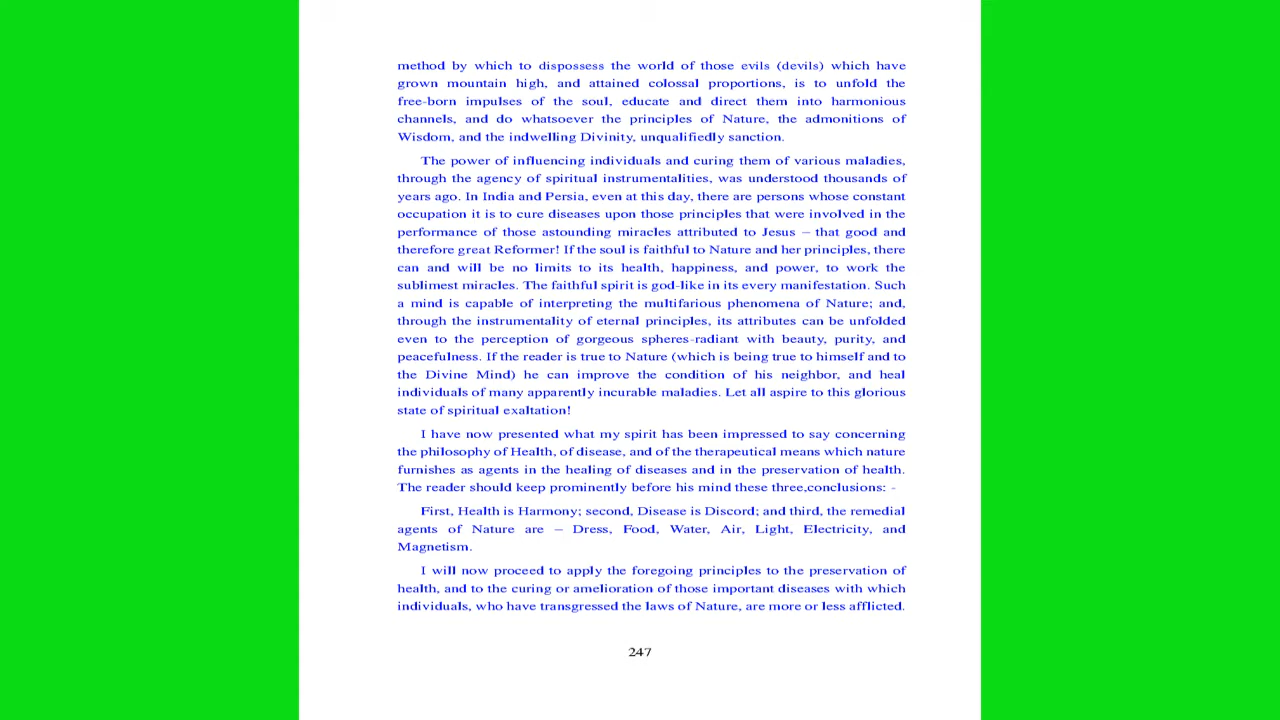 method by which to dispossess the world of those evils (devils) which have
grown mountain high, and attained colossal proportions, is to unfold the
free-born impulses of the soul, educate and direct them into harmonious
channels, and do whatsoever the principles of Nature, the admonitions of
Wisdom, and the indwelling Divinity, unqualifiedly sanction.
The power of influencing individuals and curing them of various maladies,
through the agency of spiritual instrumentalities, was understood thousands of
years ago. In India and Persia, even at this day, there are persons whose constant
occupation it is to cure diseases upon those principles that were involved in the
performance of those astounding miracles attributed to Jesus – that good and
therefore great Reformer! If the soul is faithful to Nature and her principles, there
can and will be no limits to its health, happiness, and power, to work the
sublimest miracles. The faithful spirit is god-like in its every manifestation. Such
a mind is capable of interpreting the multifarious phenomena of Nature; and,
through the instrumentality of eternal principles, its attributes can be unfolded
even to the perception of gorgeous spheres-radiant with beauty, purity, and
peacefulness. If the reader is true to Nature (which is being true to himself and to
the Divine Mind) he can improve the condition of his neighbor, and heal
individuals of many apparently incurable maladies. Let all aspire to this glorious
state of spiritual exaltation!
I have now presented what my spirit has been impressed to say concerning
the philosophy of Health, of disease, and of the therapeutical means which nature
furnishes as agents in the healing of diseases and in the preservation of health.
The reader should keep prominently before his mind these three,conclusions: -
First, Health is Harmony; second, Disease is Discord; and third, the remedial
agents of Nature are – Dress, Food, Water, Air, Light, Electricity, and
Magnetism.
I will now proceed to apply the foregoing principles to the preservation of
health, and to the curing or amelioration of those important diseases with which
individuals, who have transgressed the laws of Nature, are more or less afflicted.
247